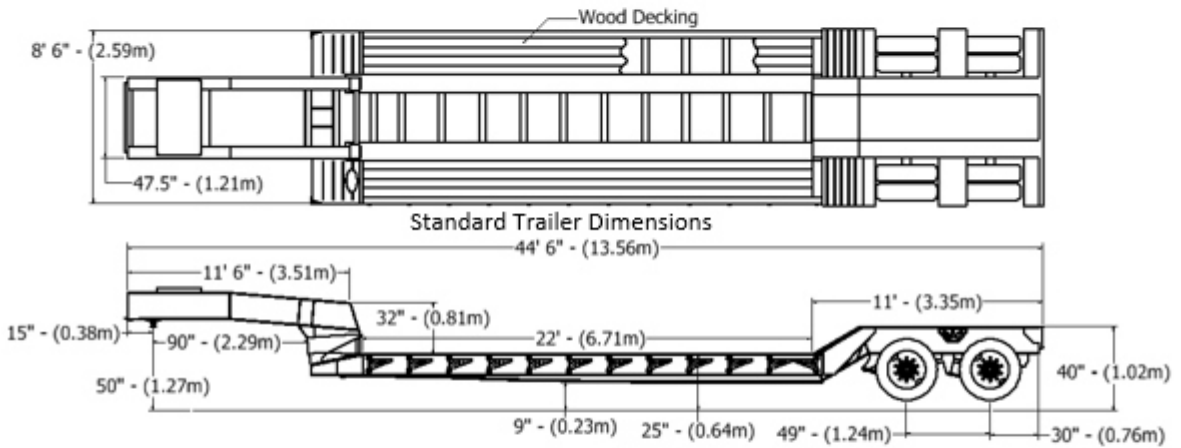 Wood Decking
8' 6" - (2.59m)
47.5" - (1.21m)
Standard Trailer Dimensions
44' 6" - (13.56m)
11' 6" - (3.51m)
11' - (3.35m)
32" - (0.81m)
15" - (0.38m)
90" - (2.29m)
22' - (6.71m)
50" - (1.27m)
40" - (1.02m)
9" - (0.23m)
25" - (0.64m)
49" - (1.24m)
30" - (0.76m)